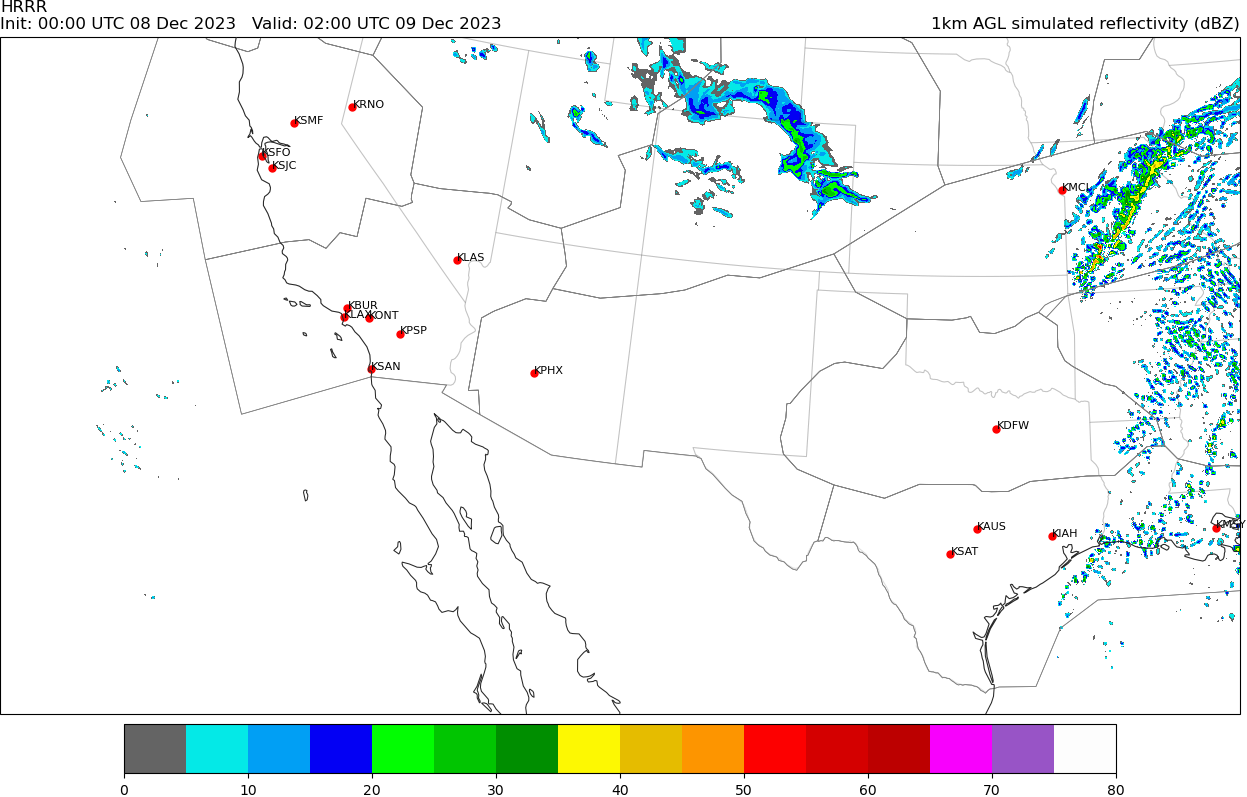 HRRR
Init: 00:00 UTC 08 Dec 2023   Valid: 02:00 UTC 09 Dec 2023
1km AGL simulated reflectivity (dBZ)
KRNO
KSMF
KSFO
KSJC
KMCI
KLAS
KBUR
KLAX
KONT
KPSP
KSAN
KPHX
KDFW
KAUS
KIAH
KMSY
KSAT
0 10 20 30 40 50 60 70 80